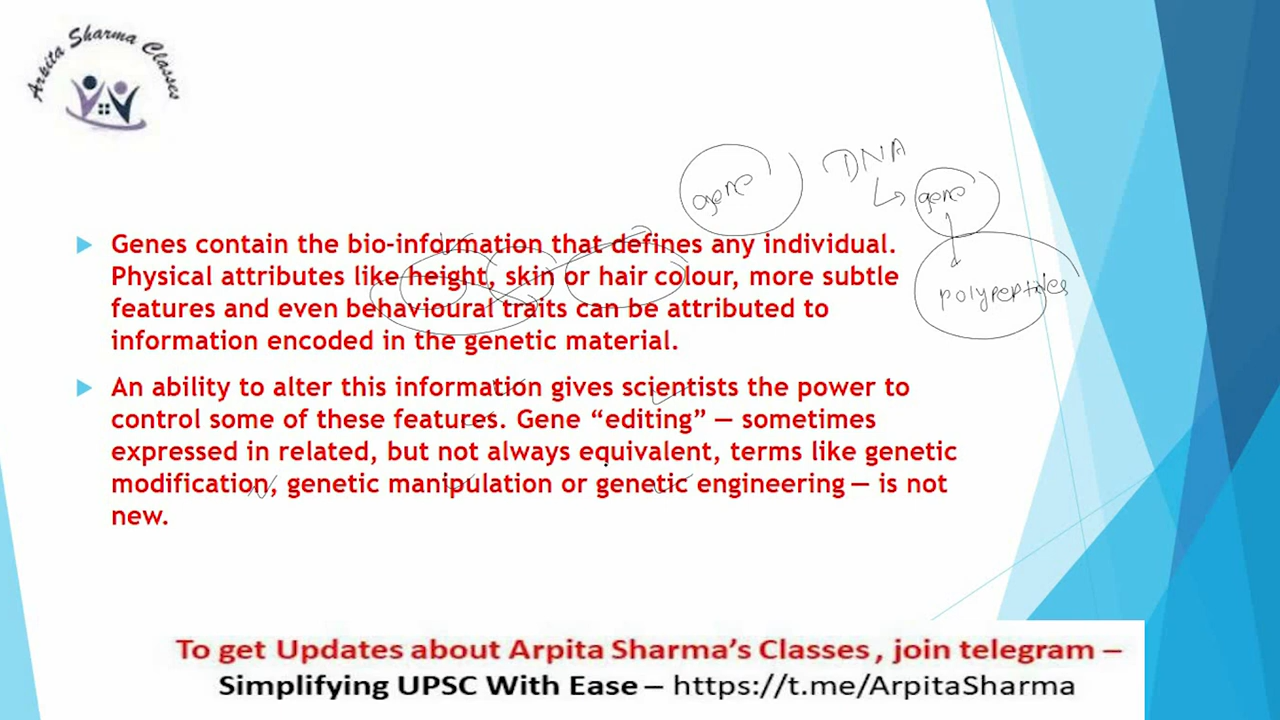 Arpita Sharma Classes
gene
DNA
gene
polypeptides
Genes contain the bio-information that defines any individual.
Physical attributes like height, skin or hair colour, more subtle
features and even behavioural traits can be attributed to
information encoded in the genetic material.
An ability to alter this information gives scientists the power to
control some of these features. Gene “editing” — sometimes
expressed in related, but not always equivalent, terms like genetic
modification, genetic manipulation or genetic engineering — is not
new.
To get Updates about Arpita Sharma’s Classes , join telegram –
Simplifying UPSC With Ease – https://t.me/ArpitaSharma